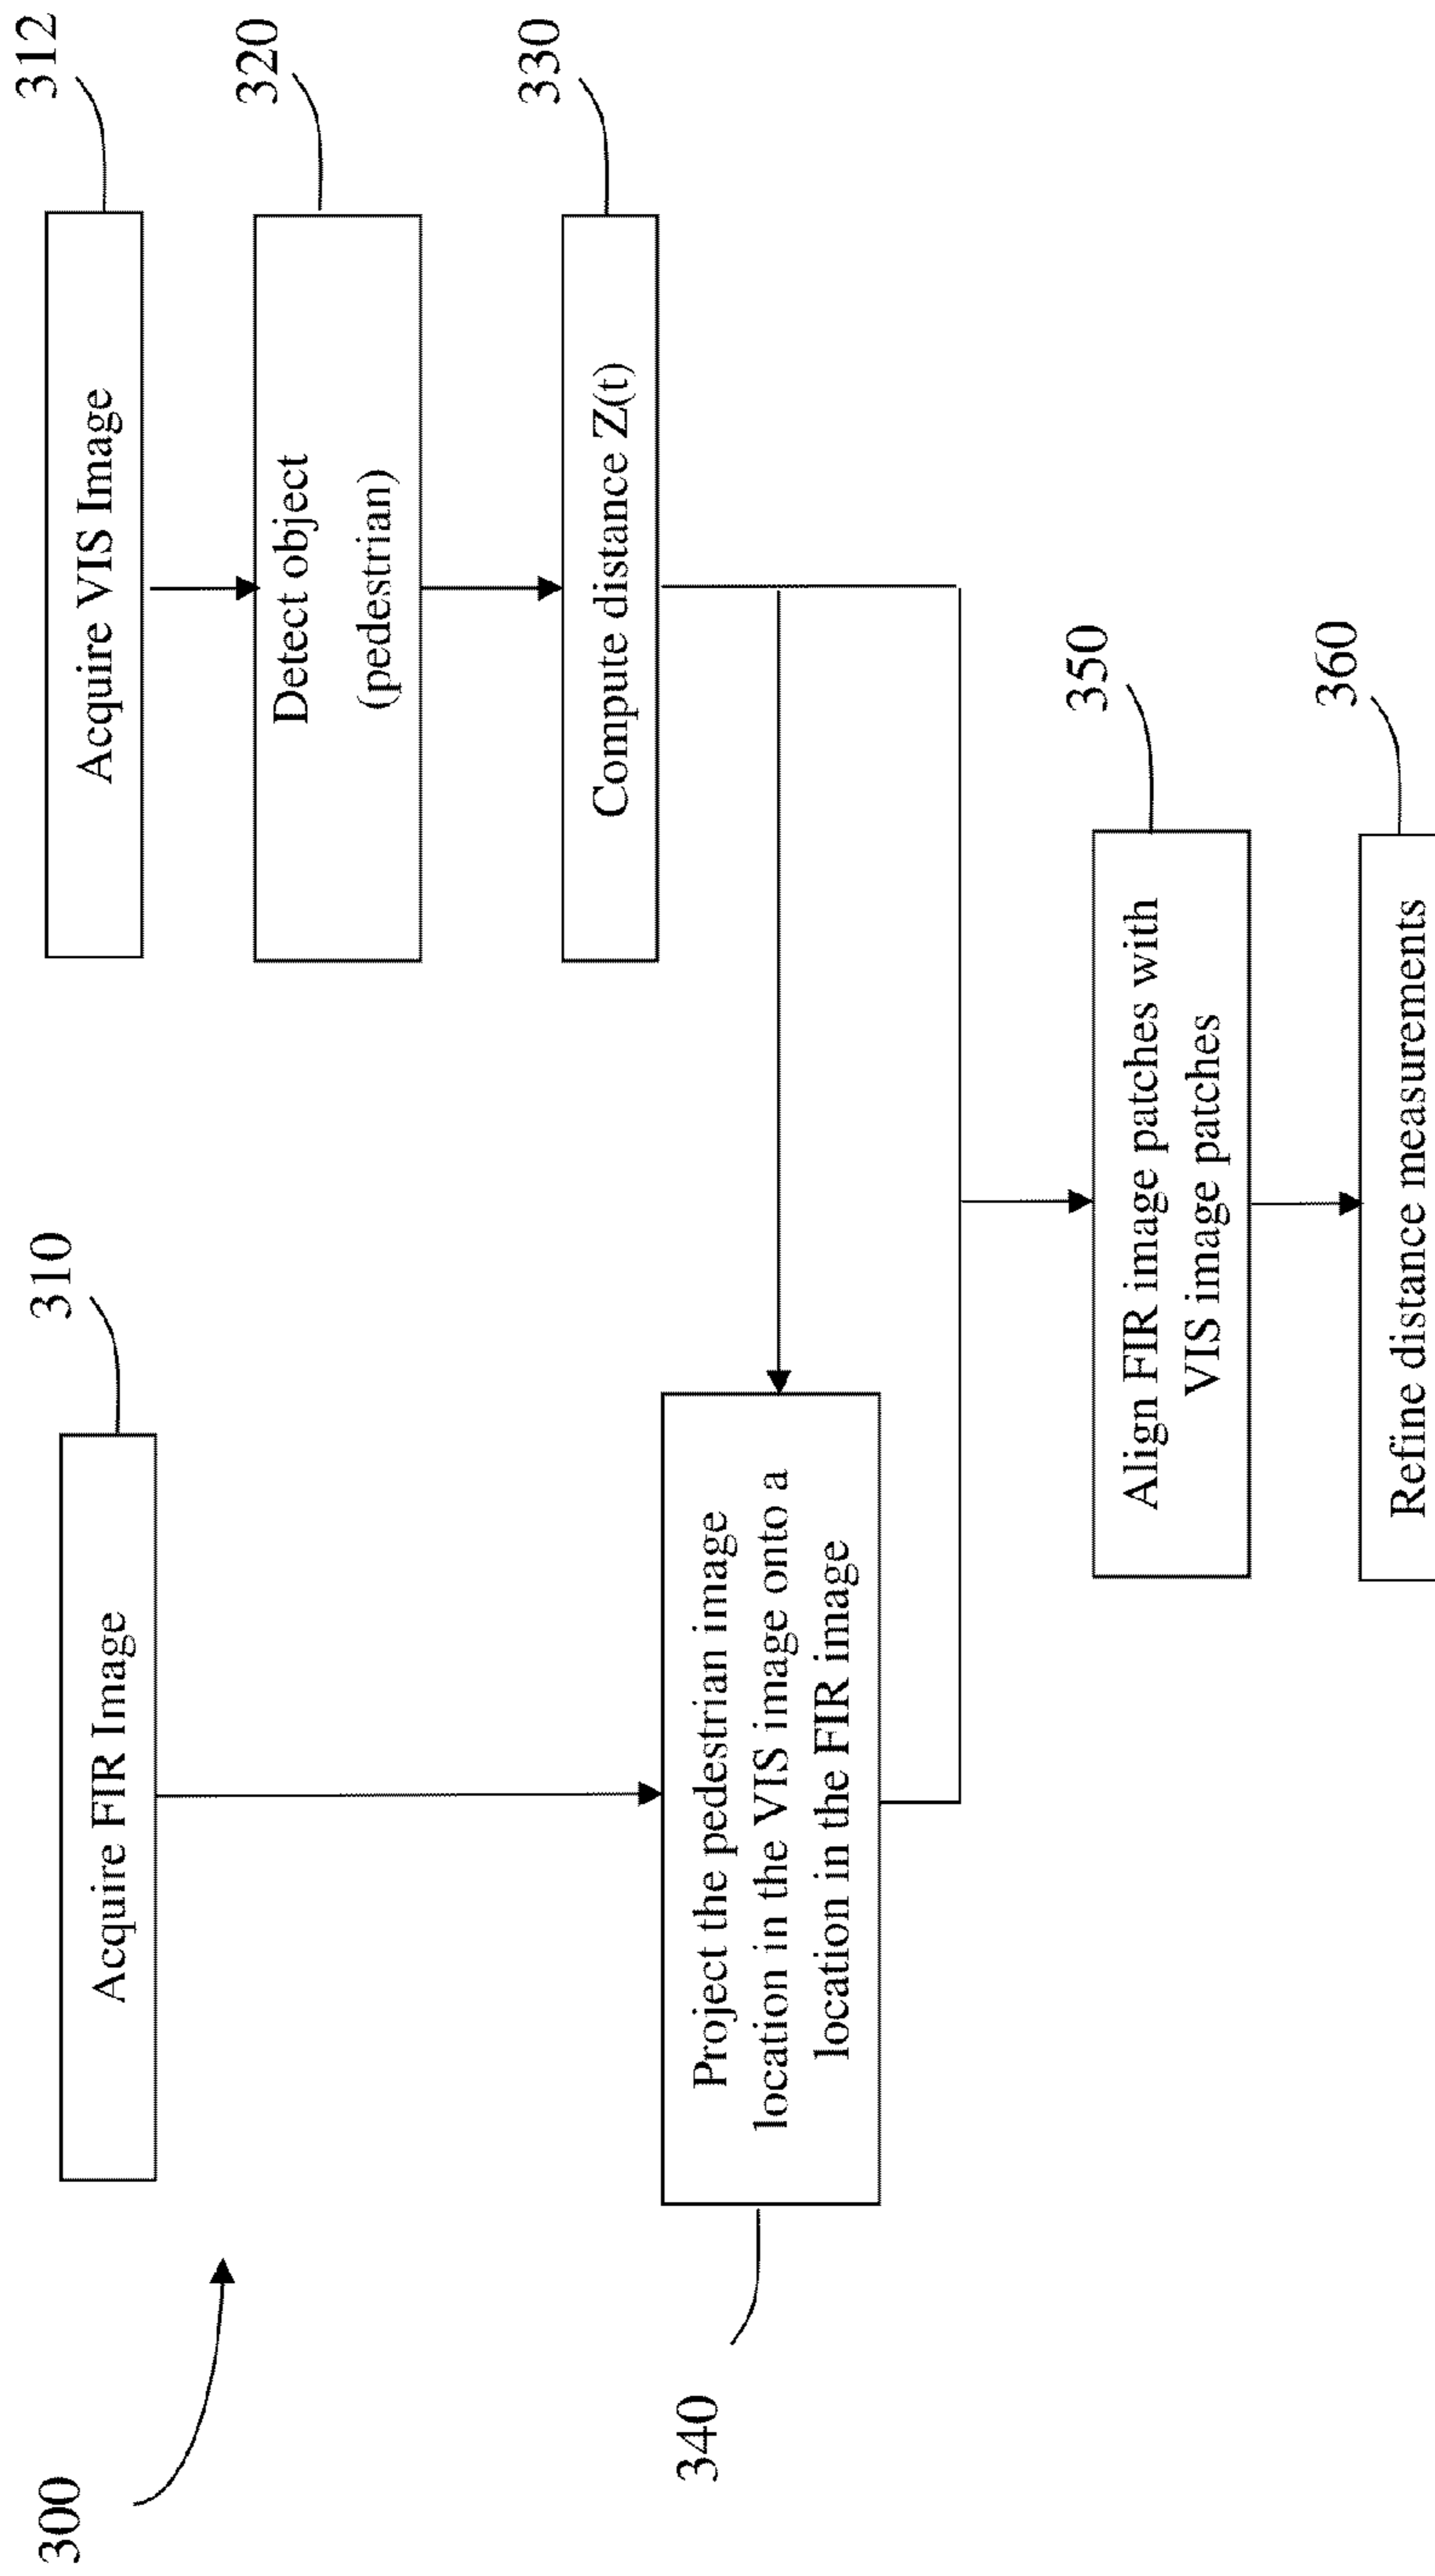 300
310
Acquire FIR Image
312
Acquire VIS Image
320
Detect object
(pedestrian)
330
Compute distance Z(t)
340
Project the pedestrian image
location in the VIS image onto a
location in the FIR image
350
Align FIR image patches with
VIS image patches
360
Refine distance measurements